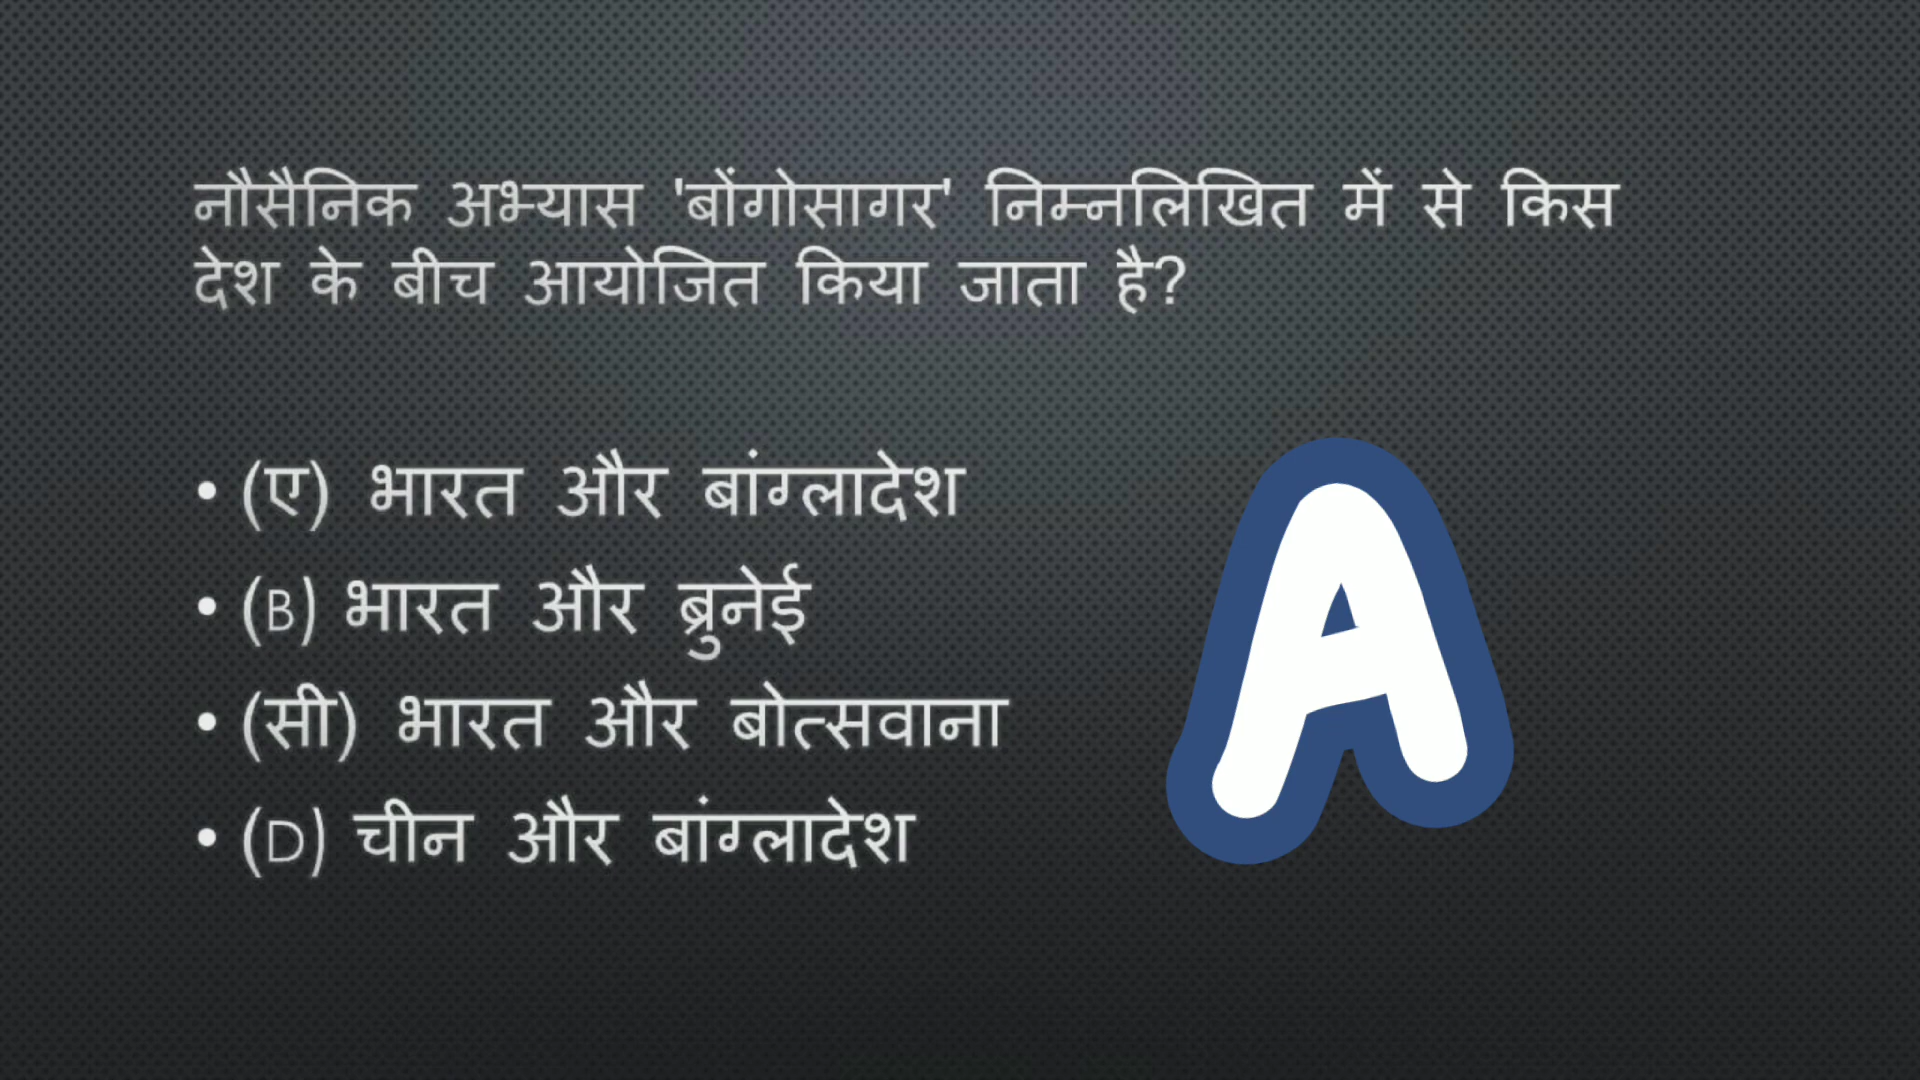 नौसैनिक अभ्यास 'बोंगोसागर' निम्नलिखित में से किस
देश के बीच आयोजित किया जाता है?
• (ए) भारत और बांग्लादेश
• (B) भारत और ब्रुनेई
• (सी) भारत और बोत्सवाना
• (D) चीन और बांग्लादेश
A